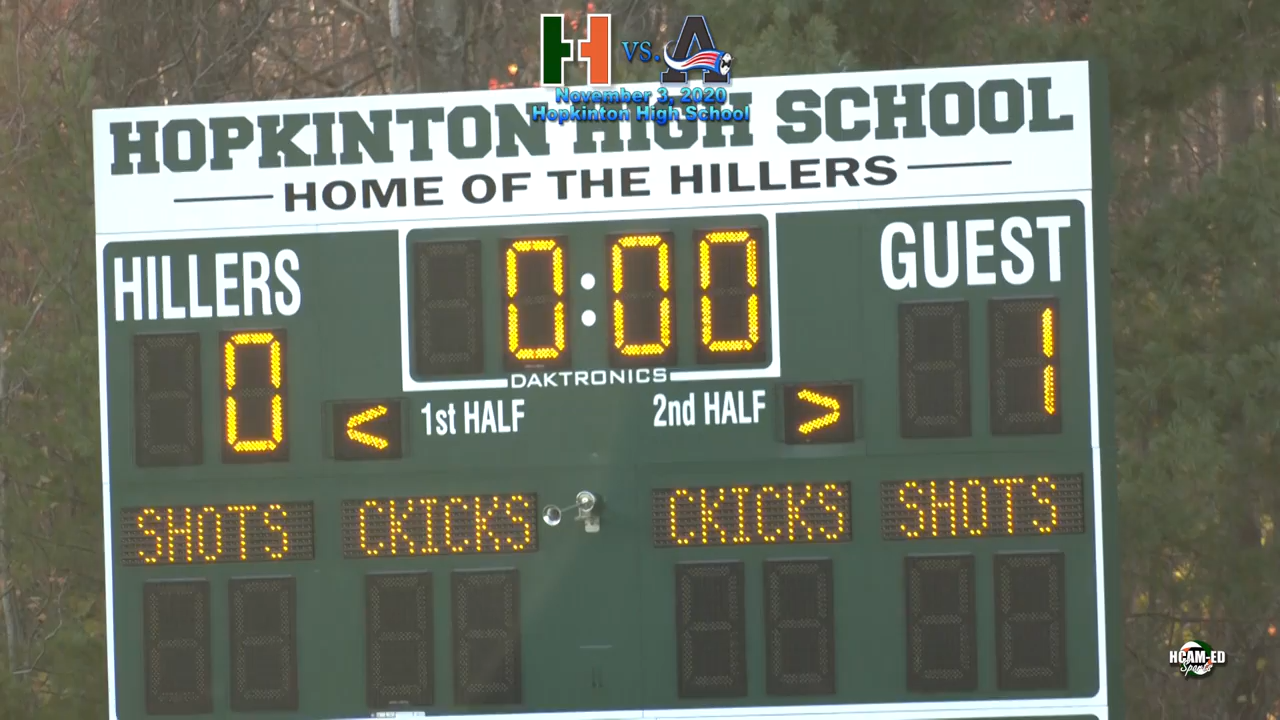 H vs. A
November 3, 2020
Hopkinton High School
HOPKINTON HIGH SCHOOL
HOME OF THE HILLERS
HILLERS
0:00
GUEST
0
1
DAKTRONICS
< 1st HALF
2nd HALF >
SHOTS
CKICKS
CKICKS
SHOTS
HCAM-ED
Sports